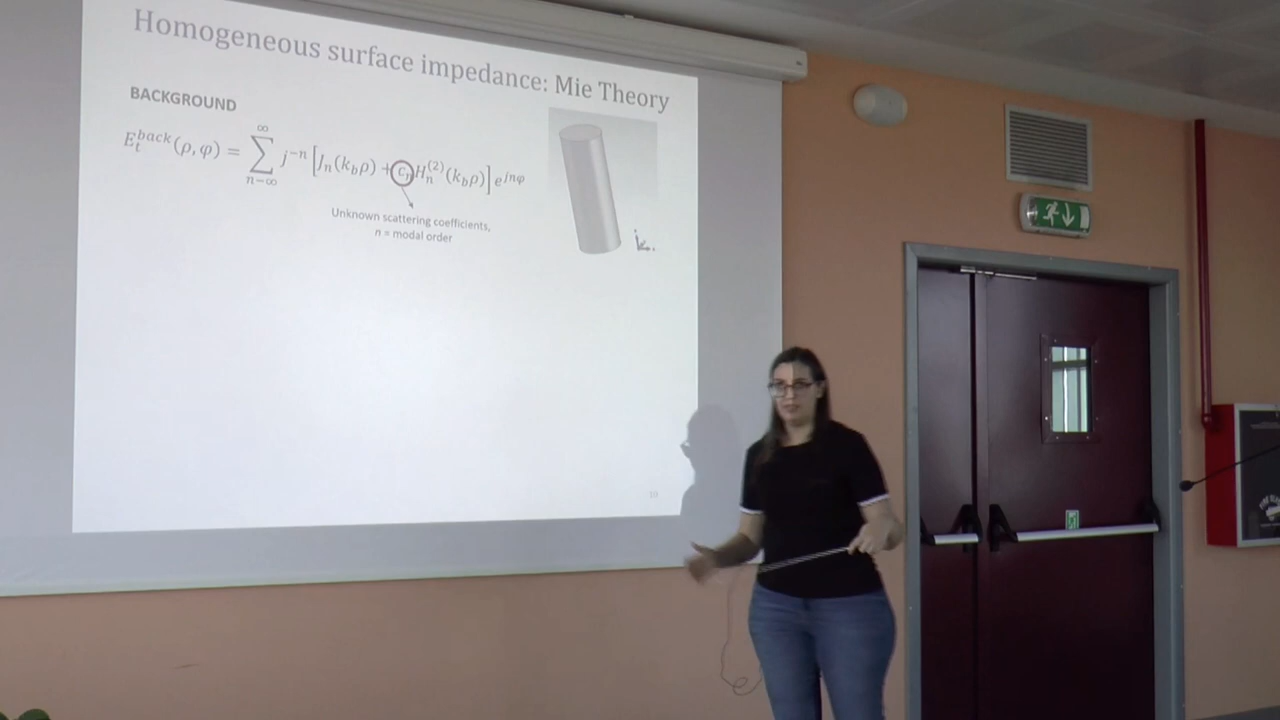 Homogeneous surface impedance: Mie Theory
BACKGROUND
E_t^{back}(ρ, φ) = ∑_{n−∞}^{∞} j^{−n} [J_n(k_bρ) + c_n H_n^{(2)}(k_bρ)] e^{jnφ}
Unknown scattering coefficients,
n = modal order
10